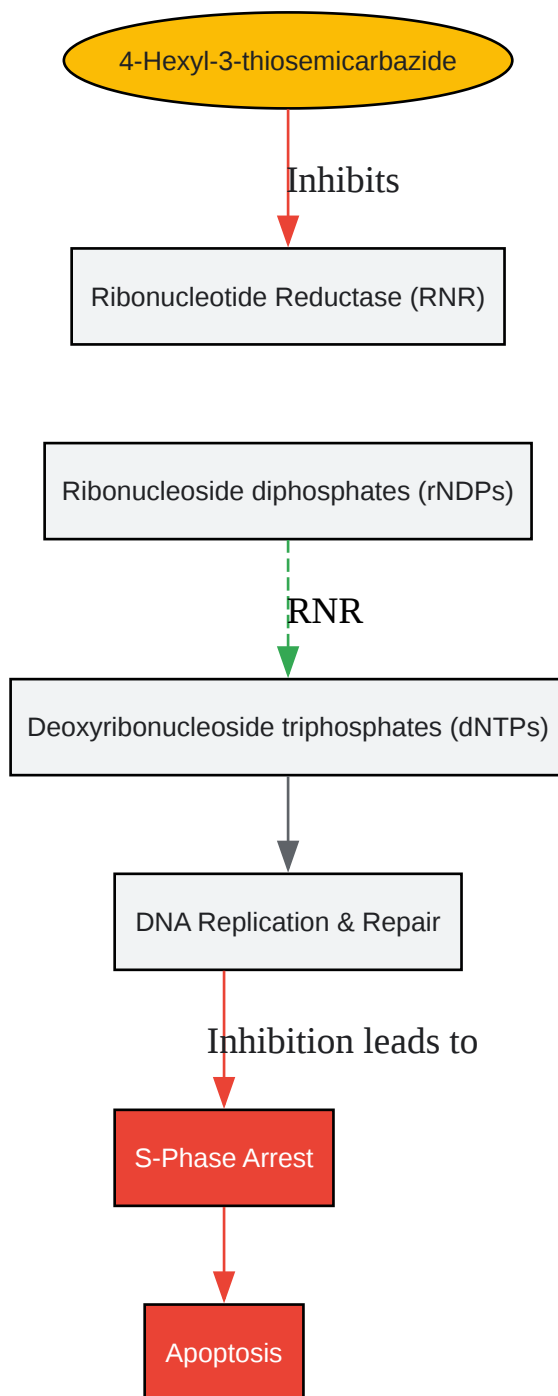 4-Hexyl-3-thiosemicarbazide
Inhibits
Ribonucleotide Reductase (RNR)
Ribonucleoside diphosphates (rNDPs)
RNR
Deoxyribonucleoside triphosphates (dNTPs)
DNA Replication & Repair
Inhibition leads to
S-Phase Arrest
Apoptosis